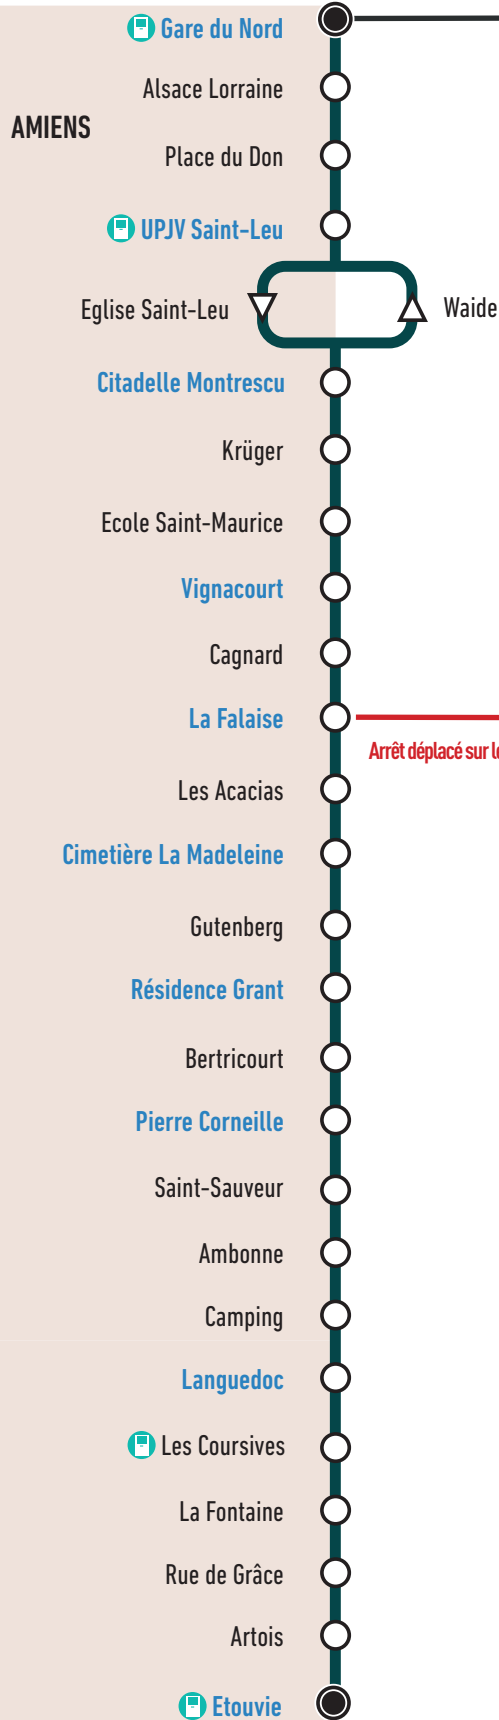 Gare du Nord
Alsace Lorraine
AMIENS
Place du Don
UPJV Saint-Leu
Eglise Saint-Leu
Waide
Citadelle Montrescu
Krüger
Ecole Saint-Maurice
Vignacourt
Cagnard
La Falaise
Arrêt déplacé sur
Les Acacias
Cimetière La Madeleine
Gutenberg
Résidence Grant
Bertricourt
Pierre Corneille
Saint-Sauveur
Ambonne
Camping
Languedoc
Les Coursives
La Fontaine
Rue de Grâce
Artois
Etouvie